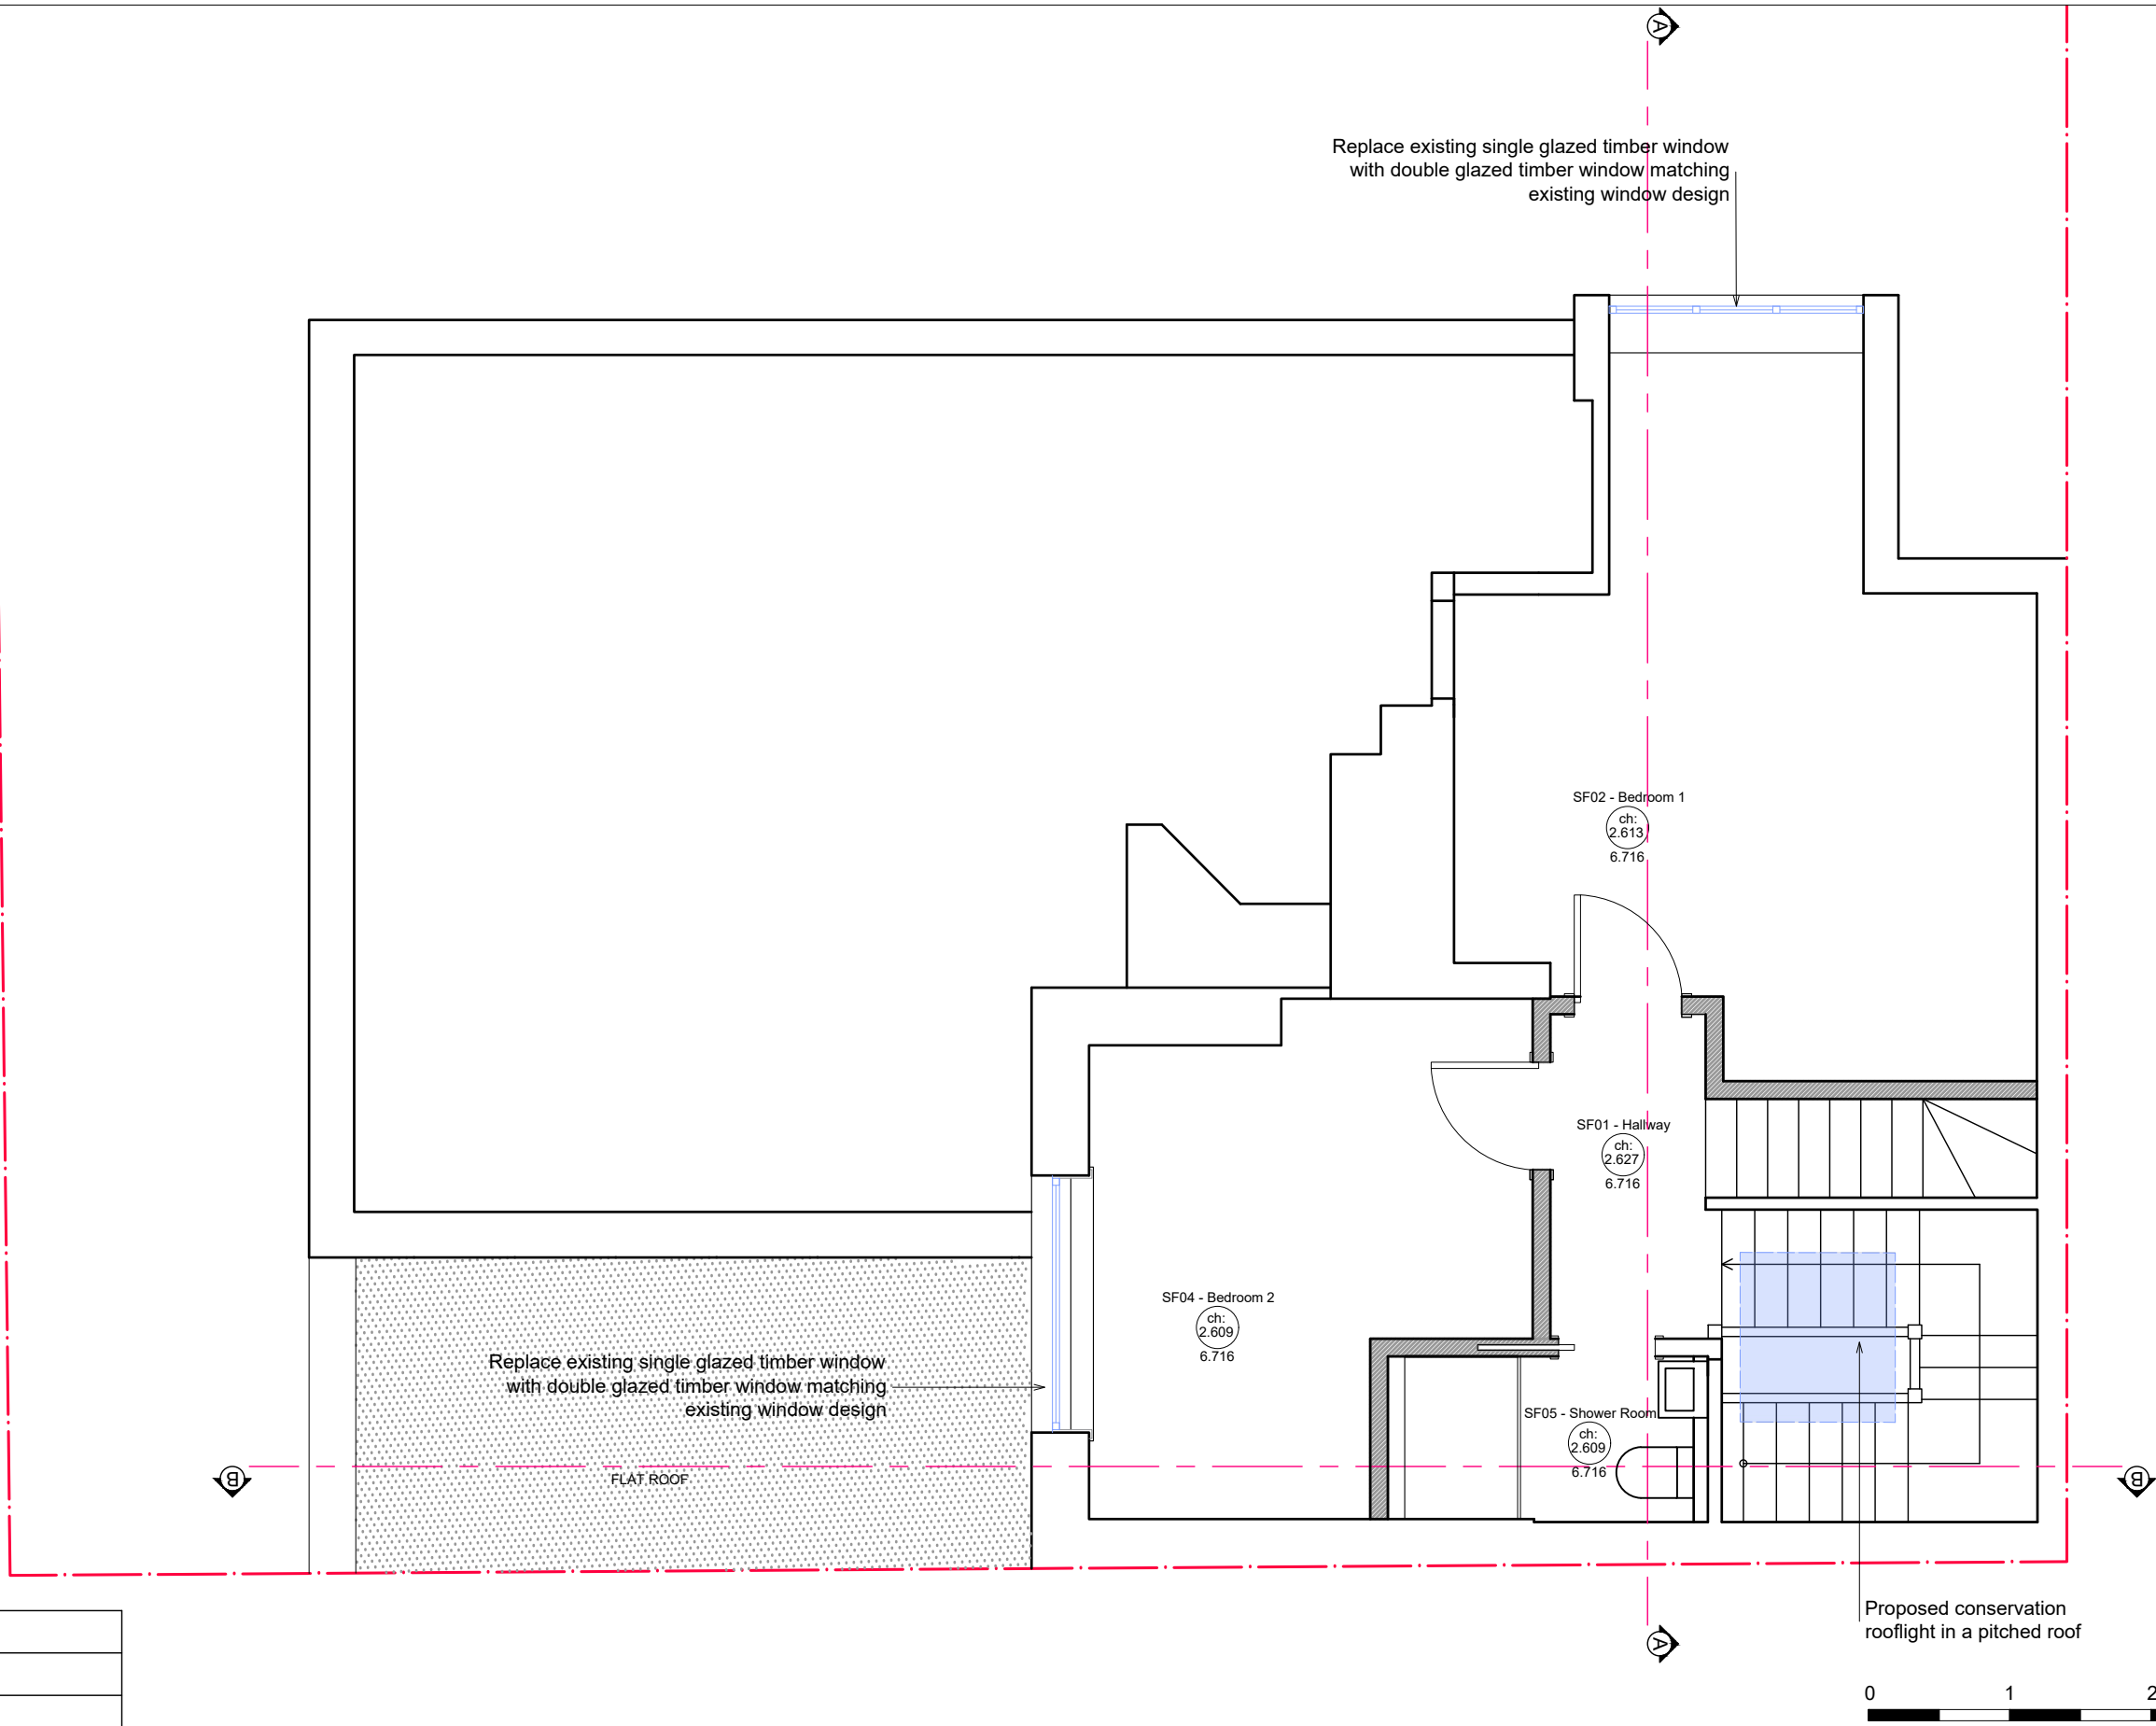 A
Replace existing single glazed timber window
with double glazed timber window matching
existing window design
SF02 - Bedroom 1
ch:
2.613
6.716
SF01 - Hallway
ch:
2.627
6.716
SF04 - Bedroom 2
ch:
2.609
6.716
Replace existing single glazed timber window
with double glazed timber window matching
existing window design
SF05 - Shower Room
ch:
2.609
6.716
B
FLAT ROOF
B
Proposed conservation
rooflight in a pitched roof
A
0 1 2